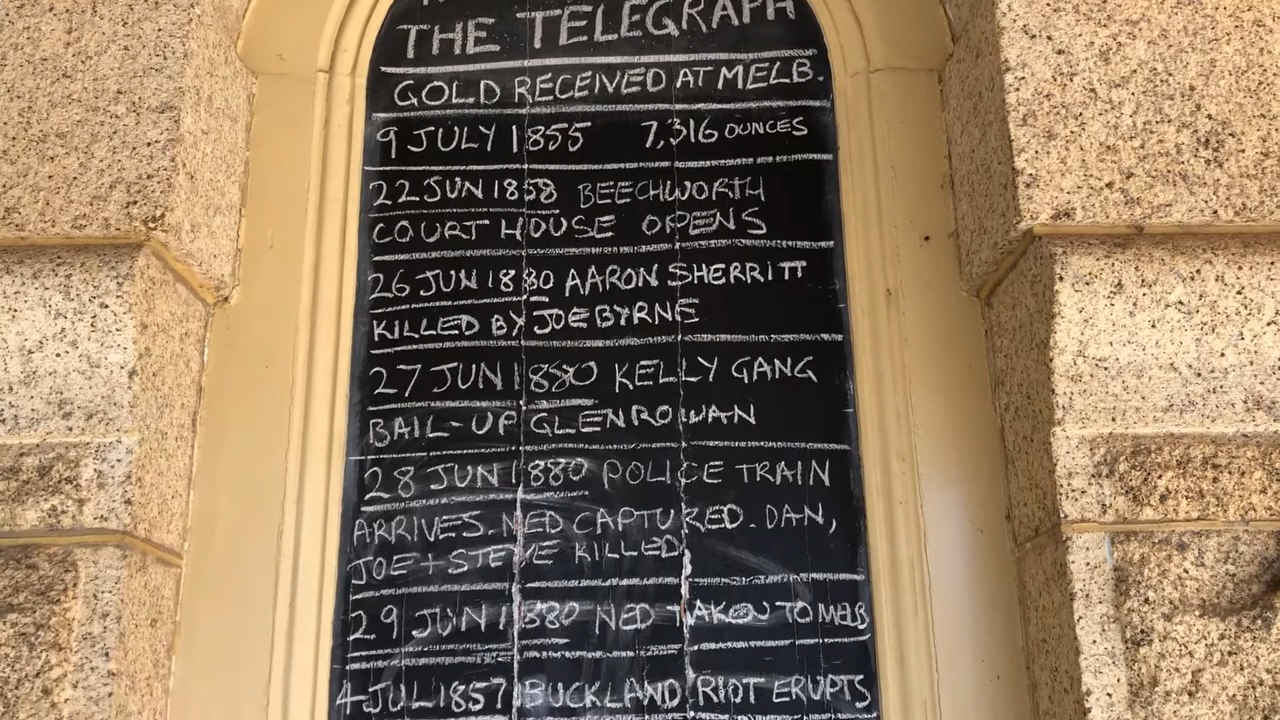 THE TELEGRAPH
GOLD RECEIVED AT MELB.
9 JULY 1855 7,316 OUNCES
22 JUN 1858 BEECHWORTH
COURT HOUSE OPENS
26 JUN 1880 AARON SHERRITT
KILLED BY JOE BYRNE
27 JUN 1880 KELLY GANG
BAIL-UP GLENROWAN
28 JUN 1880 POLICE TRAIN
ARRIVES. NED CAPTURED. DAN,
JOE + STEVE KILLED
29 JUN 1880 NED TAKEN TO MELB
4 JUL 1857 BUCKLAND RIOT ERUPTS